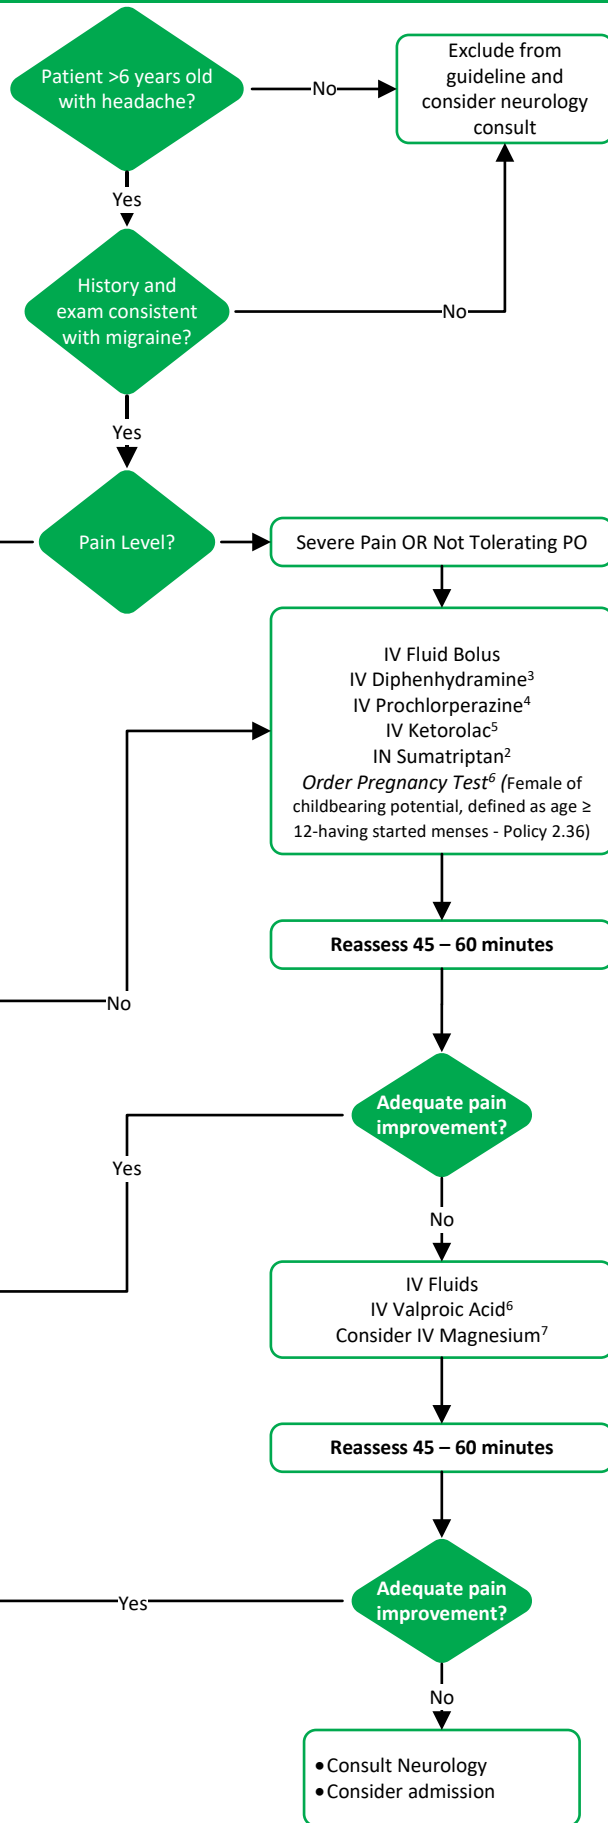 Patient >6 years old
with headache?
No
Exclude from
guideline and
consider neurology
consult
Yes
History and
exam consistent
with migraine?
No
Yes
Pain Level?
Severe Pain OR Not Tolerating PO
IV Fluid Bolus
IV Diphenhydramine³
IV Prochlorperazine⁴
IV Ketorolac⁵
IN Sumatriptan²
Order Pregnancy Test⁶ (Female of
childbearing potential, defined as age ≥
12-having started menses - Policy 2.36)
Reassess 45 – 60 minutes
No
Adequate pain
improvement?
Yes
No
IV Fluids
IV Valproic Acid⁶
Consider IV Magnesium⁷
Reassess 45 – 60 minutes
Adequate pain
improvement?
Yes
No
•Consult Neurology
•Consider admission